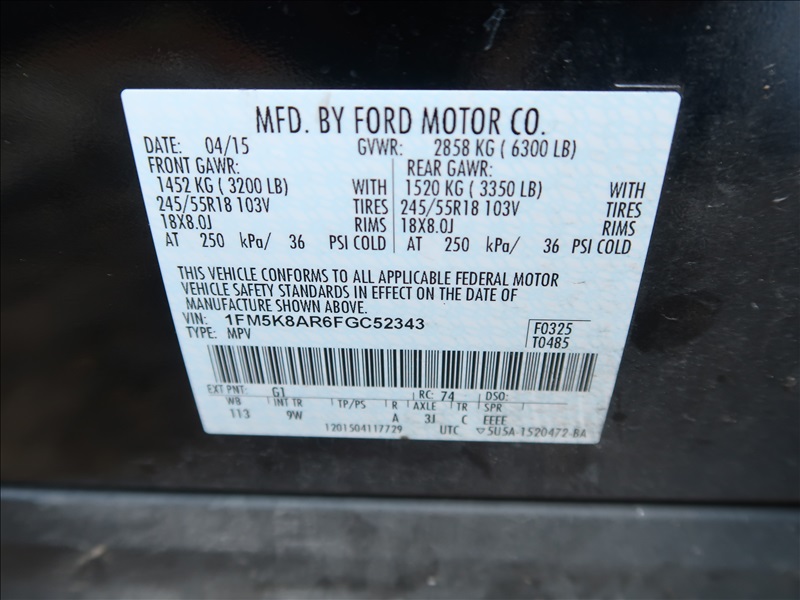 MFD. BY FORD MOTOR CO.
DATE: 04/15 GVWR: 2858 KG ( 6300 LB)
FRONT GAWR: REAR GAWR:
1452 KG ( 3200 LB) WITH 1520 KG ( 3350 LB) WITH
245/55R18 103V TIRES 245/55R18 103V TIRES
18X8.0J RIMS 18X8.0J RIMS
AT 250 kPa/ 36 PSI COLD AT 250 kPa/ 36 PSI COLD
THIS VEHICLE CONFORMS TO ALL APPLICABLE FEDERAL MOTOR
VEHICLE SAFETY STANDARDS IN EFFECT ON THE DATE OF
MANUFACTURE SHOWN ABOVE.
VIN: 1FM5K8AR6FGC52343 F0325
TYPE: MPV T0485
EXT PNT: G1 RC: 74 DSO:
WB INT TR TP/PS R AXLE TR SPR
113 9W A 3J C EEEE
1201504117729 UTC ▽5U5A-1520472-BA